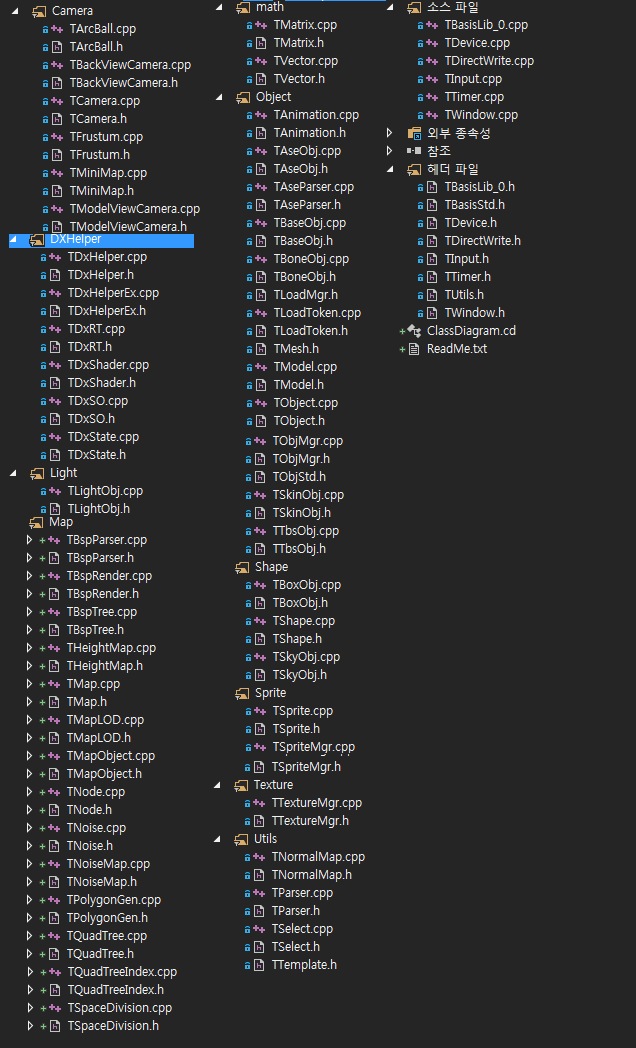 Camera
TArcBall.cpp
TArcBall.h
TBackViewCamera.cpp
TBackViewCamera.h
TCamera.cpp
TCamera.h
TFrustum.cpp
TFrustum.h
TMiniMap.cpp
TMiniMap.h
TModelViewCamera.cpp
TModelViewCamera.h
DXHelper
TDxHelper.cpp
TDxHelper.h
TDxHelperEx.cpp
TDxHelperEx.h
TDxRT.cpp
TDxRT.h
TDxShader.cpp
TDxShader.h
TDxSO.cpp
TDxSO.h
TDxState.cpp
TDxState.h
Light
TLightObj.cpp
TLightObj.h
Map
TBspParser.cpp
TBspParser.h
TBspRender.cpp
TBspRender.h
TBspTree.cpp
TBspTree.h
THeightMap.cpp
THeightMap.h
TMap.cpp
TMap.h
TMapLOD.cpp
TMapLOD.h
TMapObject.cpp
TMapObject.h
TNode.cpp
TNode.h
TNoise.cpp
TNoise.h
TNoiseMap.cpp
TNoiseMap.h
TPolygonGen.cpp
TPolygonGen.h
TQuadTree.cpp
TQuadTree.h
TQuadTreeIndex.cpp
TQuadTreeIndex.h
TSpaceDivision.cpp
TSpaceDivision.h
math
TMatrix.cpp
TMatrix.h
TVector.cpp
TVector.h
Object
TAnimation.cpp
TAnimation.h
TAseObj.cpp
TAseObj.h
TAseParser.cpp
TAseParser.h
TBaseObj.cpp
TBaseObj.h
TBoneObj.cpp
TBoneObj.h
TLoadMgr.h
TLoadToken.cpp
TLoadToken.h
TMesh.h
TModel.cpp
TModel.h
TObject.cpp
TObject.h
TObjMgr.cpp
TObjMgr.h
TObjStd.h
TSkinObj.cpp
TSkinObj.h
TTbsObj.cpp
TTbsObj.h
Shape
TBoxObj.cpp
TBoxObj.h
TShape.cpp
TShape.h
TSkyObj.cpp
TSkyObj.h
Sprite
TSprite.cpp
TSprite.h
TSpriteMgr.cpp
TSpriteMgr.h
Texture
TTextureMgr.cpp
TTextureMgr.h
Utils
TNormalMap.cpp
TNormalMap.h
TParser.cpp
TParser.h
TSelect.cpp
TSelect.h
TTemplate.h
소스 파일
TBasisLib_0.cpp
TDevice.cpp
TDirectWrite.cpp
TInput.cpp
TTimer.cpp
TWindow.cpp
외부 종속성
참조
헤더 파일
TBasisLib_0.h
TBasisStd.h
TDevice.h
TDirectWrite.h
TInput.h
TTimer.h
TUtils.h
TWindow.h
ClassDiagram.cd
ReadMe.txt